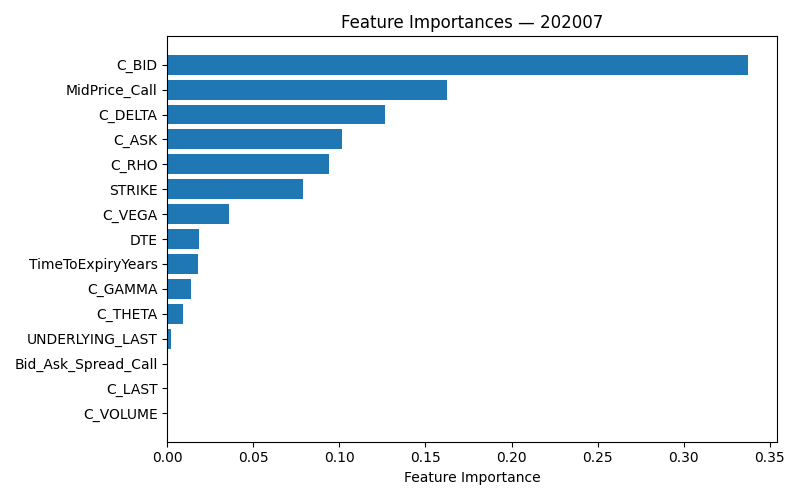 Feature Importances — 202007
C_BID
MidPrice_Call
C_DELTA
C_ASK
C_RHO
STRIKE
C_VEGA
DTE
TimeToExpiryYears
C_GAMMA
C_THETA
UNDERLYING_LAST
Bid_Ask_Spread_Call
C_LAST
C_VOLUME
0.00 0.05 0.10 0.15 0.20 0.25 0.30 0.35
Feature Importance